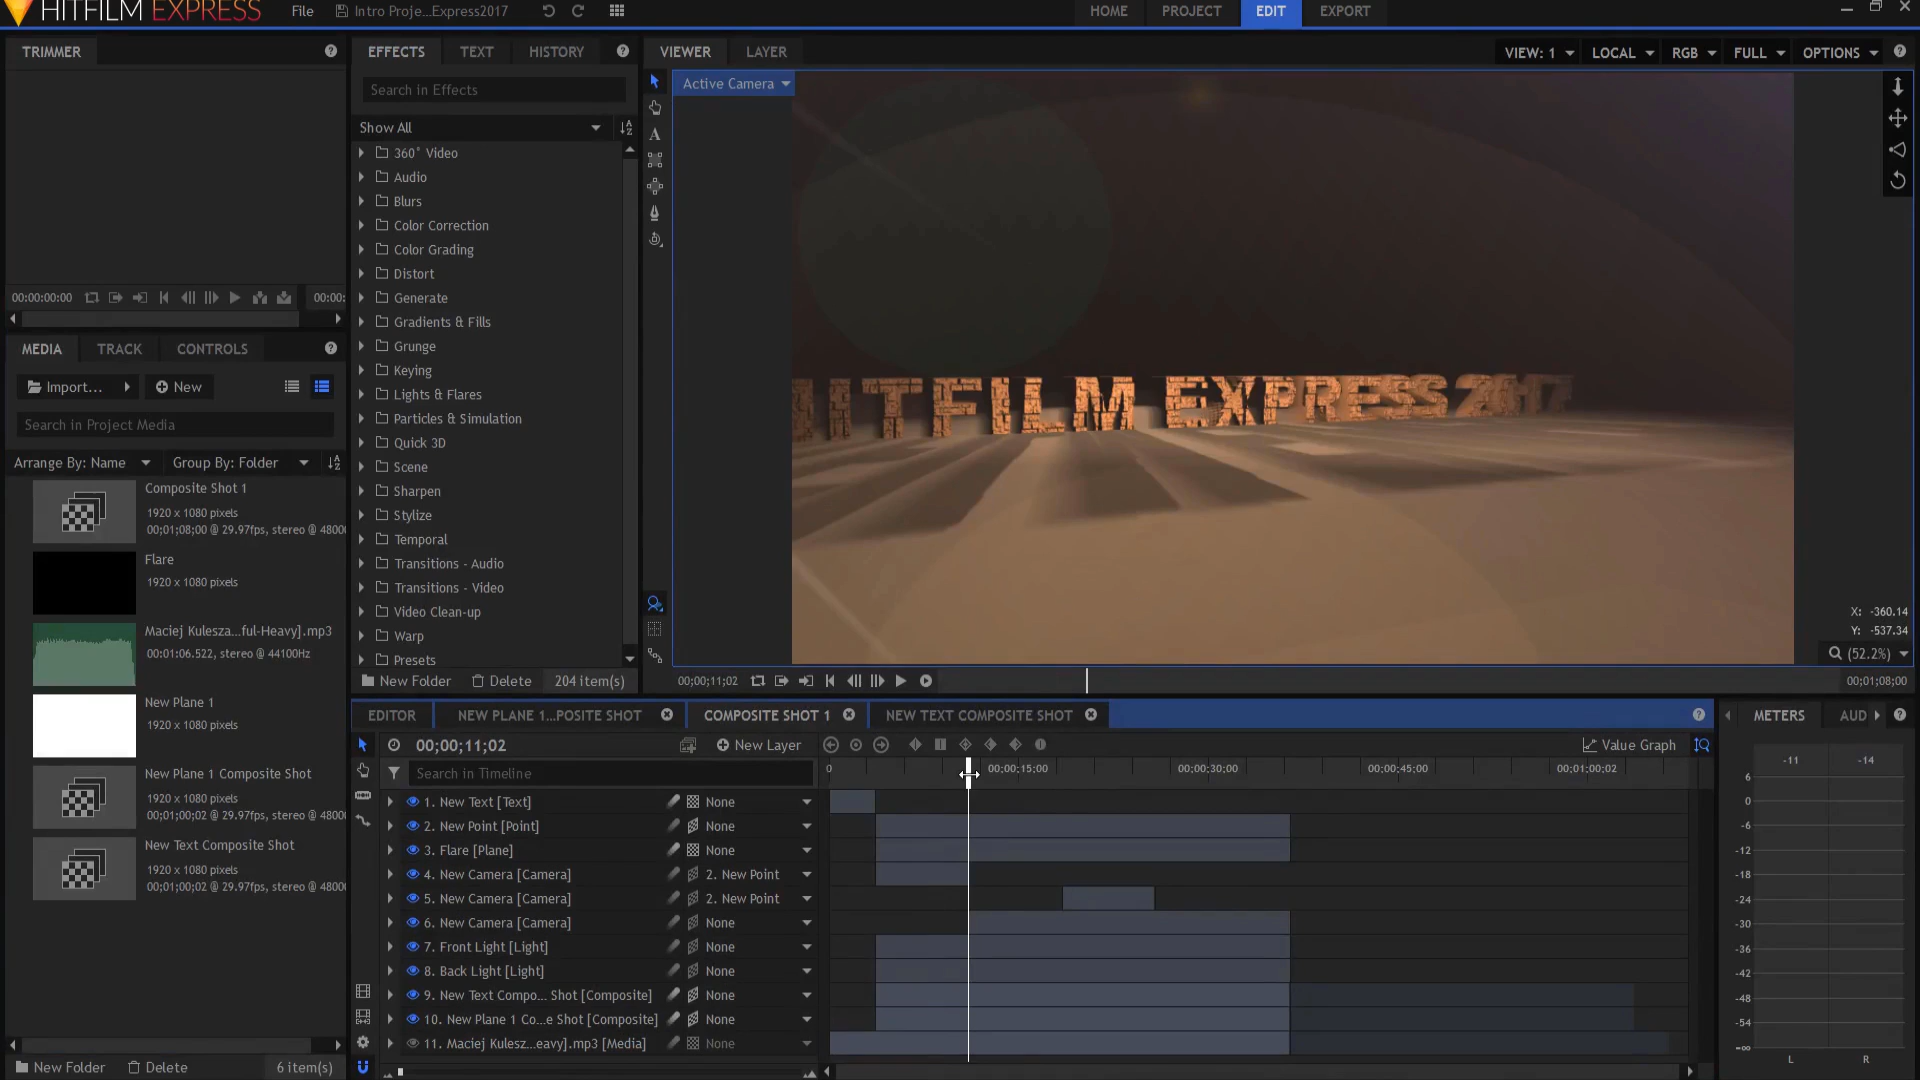 HITFILM EXPRESS
File
Intro Proje...Express2017
HOME
PROJECT
EDIT
EXPORT
TRIMMER
EFFECTS
TEXT
HISTORY
VIEWER
LAYER
VIEW: 1
LOCAL
RGB
FULL
OPTIONS
Search in Effects
Active Camera
Show All
360° Video
Audio
Blurs
Color Correction
Color Grading
Distort
Generate
Gradients & Fills
Grunge
Keying
Lights & Flares
Particles & Simulation
Quick 3D
Scene
Sharpen
Stylize
Temporal
Transitions - Audio
Transitions - Video
Video Clean-up
Warp
Presets
New Folder
Delete
204 item(s)
00:00:00:00
00:00:
MEDIA
TRACK
CONTROLS
Import...
New
Search in Project Media
Arrange By: Name
Group By: Folder
Composite Shot 1
1920 x 1080 pixels
00;01;08;00 @ 29.97fps, stereo @ 48000
Flare
1920 x 1080 pixels
Maciej Kulesza...ful-Heavy].mp3
00:01:06.522, stereo @ 44100Hz
New Plane 1
1920 x 1080 pixels
New Plane 1 Composite Shot
1920 x 1080 pixels
00;01;00;02 @ 29.97fps, stereo @ 48000
New Text Composite Shot
1920 x 1080 pixels
00;01;00;02 @ 29.97fps, stereo @ 48000
New Folder
Delete
6 item(s)
HITFILM EXPRESS 2017
X: -360.14
Y: -537.34
(52.2%)
00;00;11;02
00;01;08;00
EDITOR
NEW PLANE 1...POSITE SHOT
COMPOSITE SHOT 1
NEW TEXT COMPOSITE SHOT
METERS
AUD
00;00;11;02
New Layer
Value Graph
Search in Timeline
0
00;00;15;00
00;00;30;00
00;00;45;00
00;01;00;02
1. New Text [Text]
None
2. New Point [Point]
None
3. Flare [Plane]
None
4. New Camera [Camera]
2. New Point
5. New Camera [Camera]
2. New Point
6. New Camera [Camera]
None
7. Front Light [Light]
None
8. Back Light [Light]
None
9. New Text Compo... Shot [Composite]
None
10. New Plane 1 Co...e Shot [Composite]
None
11. Maciej Kulesz...eavy].mp3 [Media]
None
-11
-14
6
0
-6
-12
-18
-24
-30
-36
-42
-48
-54
-∞
L
R